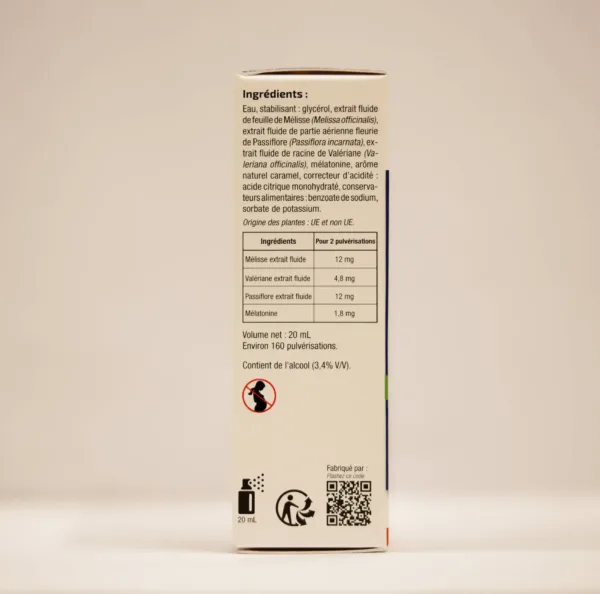 Ingrédients :
Eau, stabilisant : glycérol, extrait fluide
de feuille de Mélisse (Melissa officinalis),
extrait fluide de partie aérienne fleurie
de Passiflore (Passiflora incarnata), ex-
trait fluide de racine de Valériane (Va-
leriana officinalis), mélatonine, arôme
naturel caramel, correcteur d'acidité :
acide citrique monohydraté, conserva-
teurs alimentaires : benzoate de sodium,
sorbate de potassium.
Origine des plantes : UE et non UE.
Ingrédients Pour 2 pulvérisations
Mélisse extrait fluide 12 mg
Valériane extrait fluide 4,8 mg
Passiflore extrait fluide 12 mg
Mélatonine 1,8 mg
Volume net : 20 mL
Environ 160 pulvérisations.
Contient de l'alcool (3,4% V/V).
Fabriqué par :
Flashez ce code
20 mL